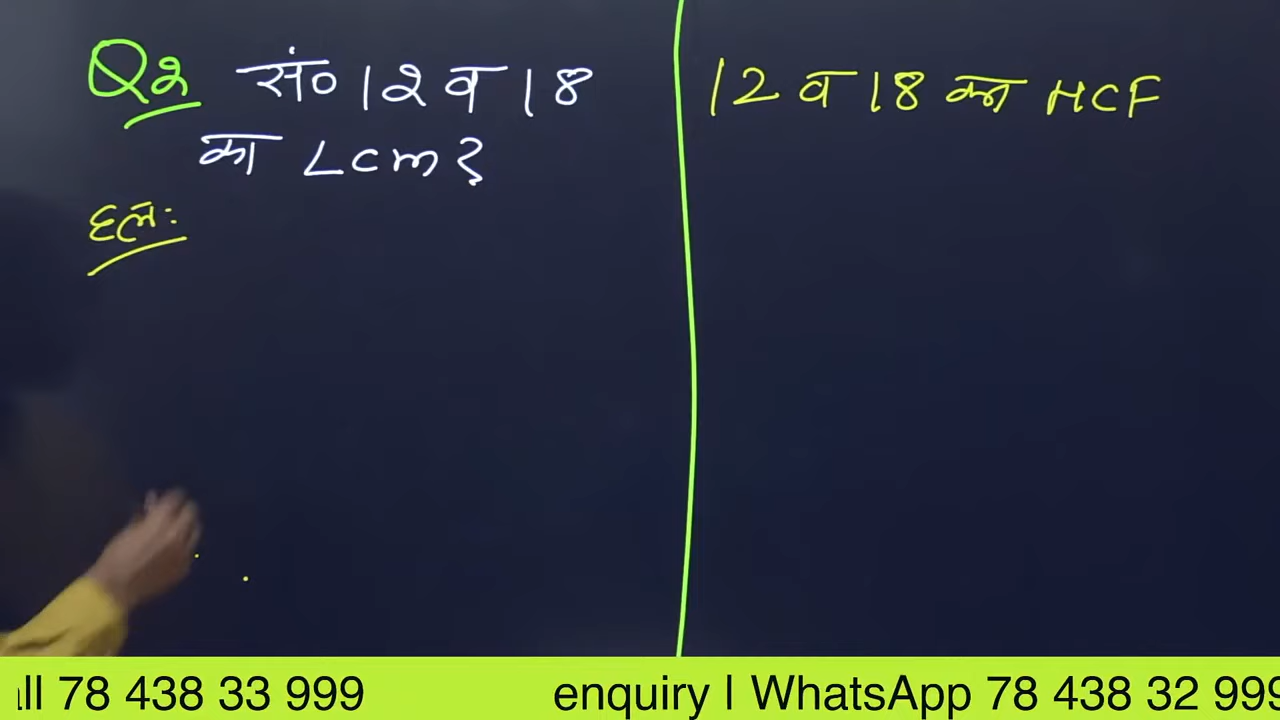 Q2 सं० 12 व 18
का LCM?
हल:
12 व 18 का HCF
all 78 438 33 999 enquiry | WhatsApp 78 438 32 999